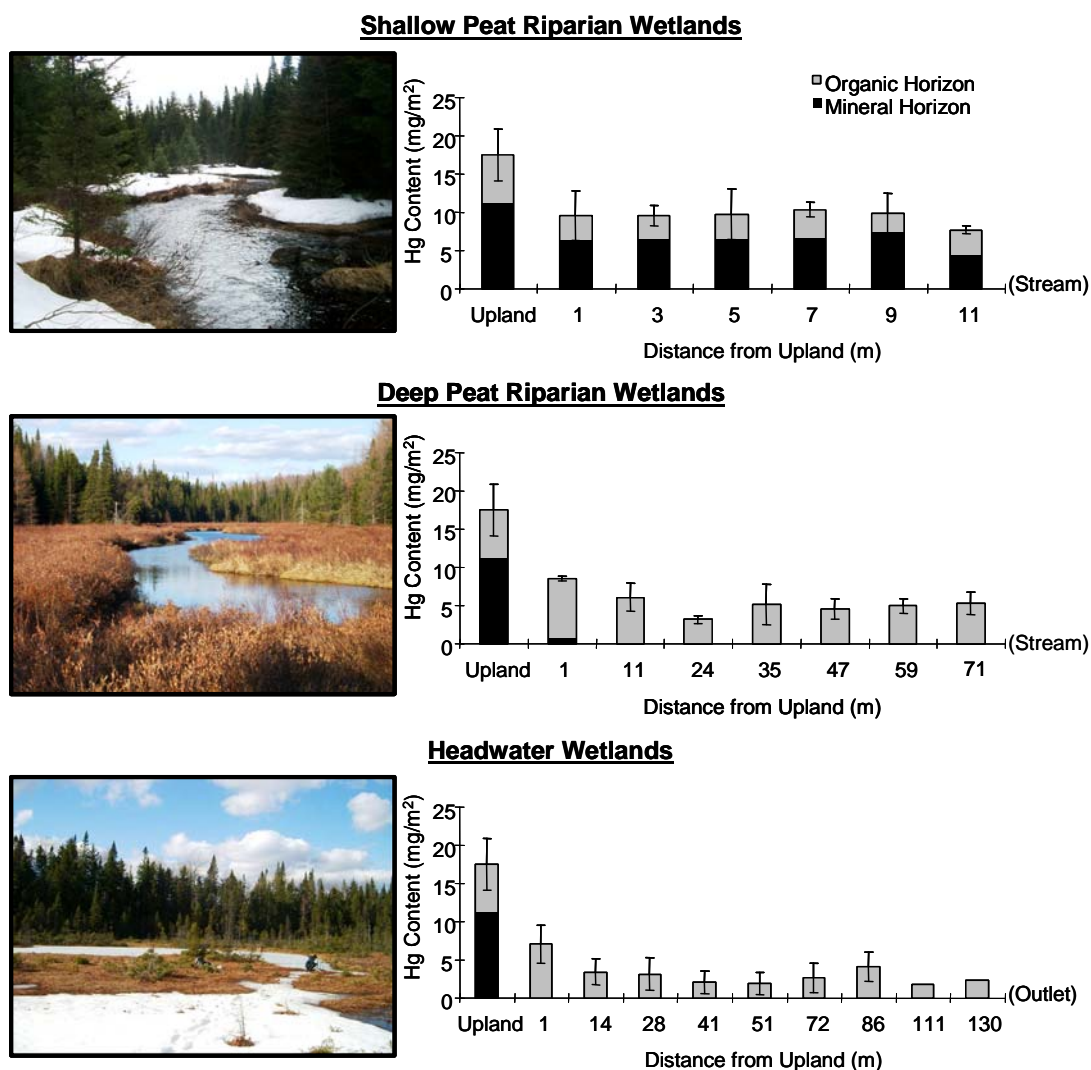 Shallow Peat Riparian Wetlands
Organic Horizon
Mineral Horizon
Hg Content (mg/m²)
25
20
15
10
5
0
(Stream)
Upland 1 3 5 7 9 11
Distance from Upland (m)
Deep Peat Riparian Wetlands
Hg Content (mg/m²)
25
20
15
10
5
0
(Stream)
Upland 1 11 24 35 47 59 71
Distance from Upland (m)
Headwater Wetlands
Hg Content (mg/m²)
25
20
15
10
5
0
(Outlet)
Upland 1 14 28 41 51 72 86 111 130
Distance from Upland (m)